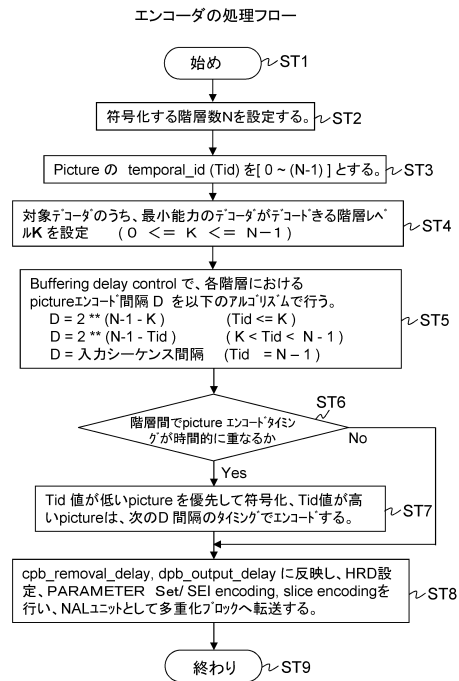 エンコーダの処理フロー
始め
ST1
符号化する階層数Nを設定する。
ST2
Picture の temporal_id (Tid) を[ 0 ~ (N-1) ] とする。
ST3
対象デコーダのうち、最小能力のデコーダがデコードできる階層レベ
ルK を設定 ( 0 <= K <= N−1 )
ST4
Buffering delay control で、各階層における
pictureエンコード間隔 D を以下のアルゴリズムで行う。
D = 2 ** (N-1 - K) (Tid <= K )
D = 2 ** (N-1 - Tid) ( K < Tid < N - 1 )
D = 入力シーケンス間隔 (Tid = N – 1 )
ST5
ST6
階層間でpicture エンコードタイミン
グが時間的に重なるか
No
Yes
Tid 値が低いpicture を優先して符号化、Tid値が高
いpictureは、次のD 間隔のタイミングでエンコードする。
ST7
cpb_removal_delay, dpb_output_delay に反映し、HRD設
定、PARAMETER Set/ SEI encoding, slice encodingを
行い、NALユニットとして多重化ブロックへ転送する。
ST8
終わり
ST9